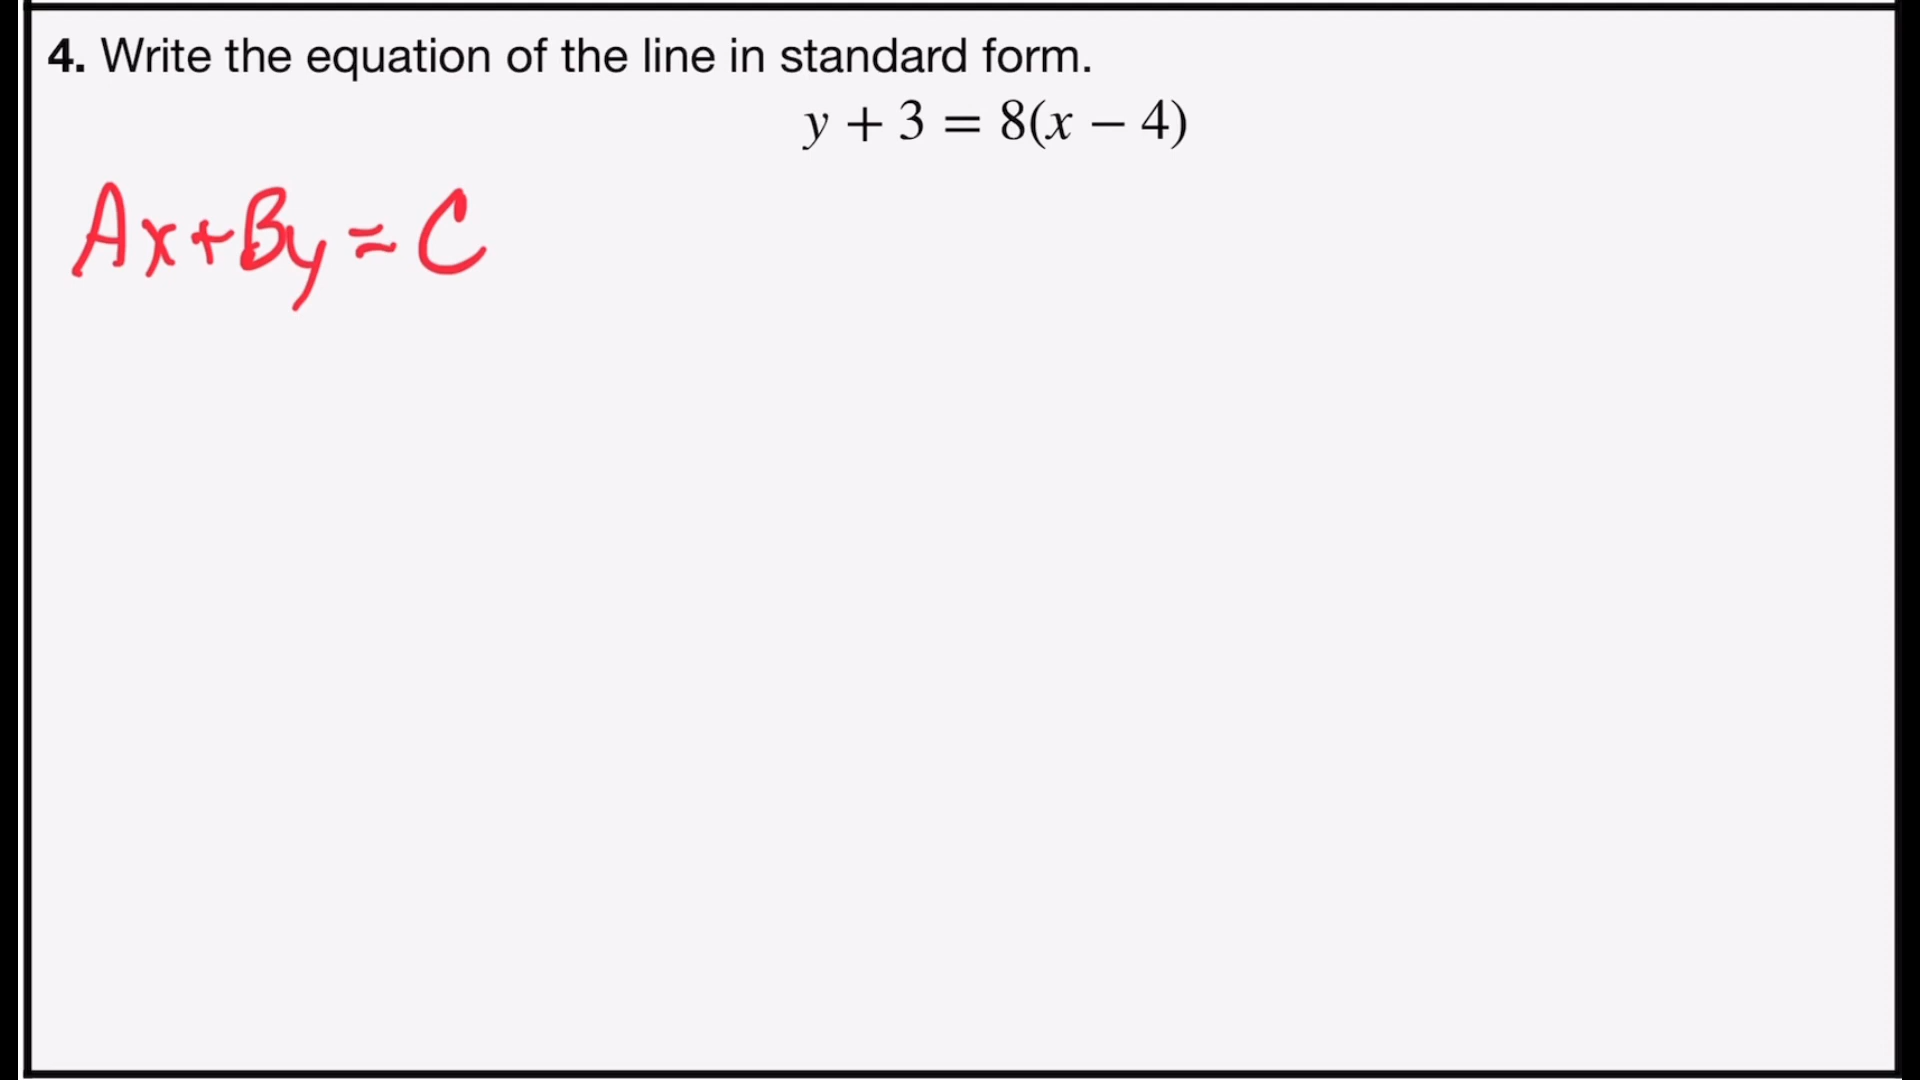 4. Write the equation of the line in standard form.
y + 3 = 8(x − 4)
Ax+By=C